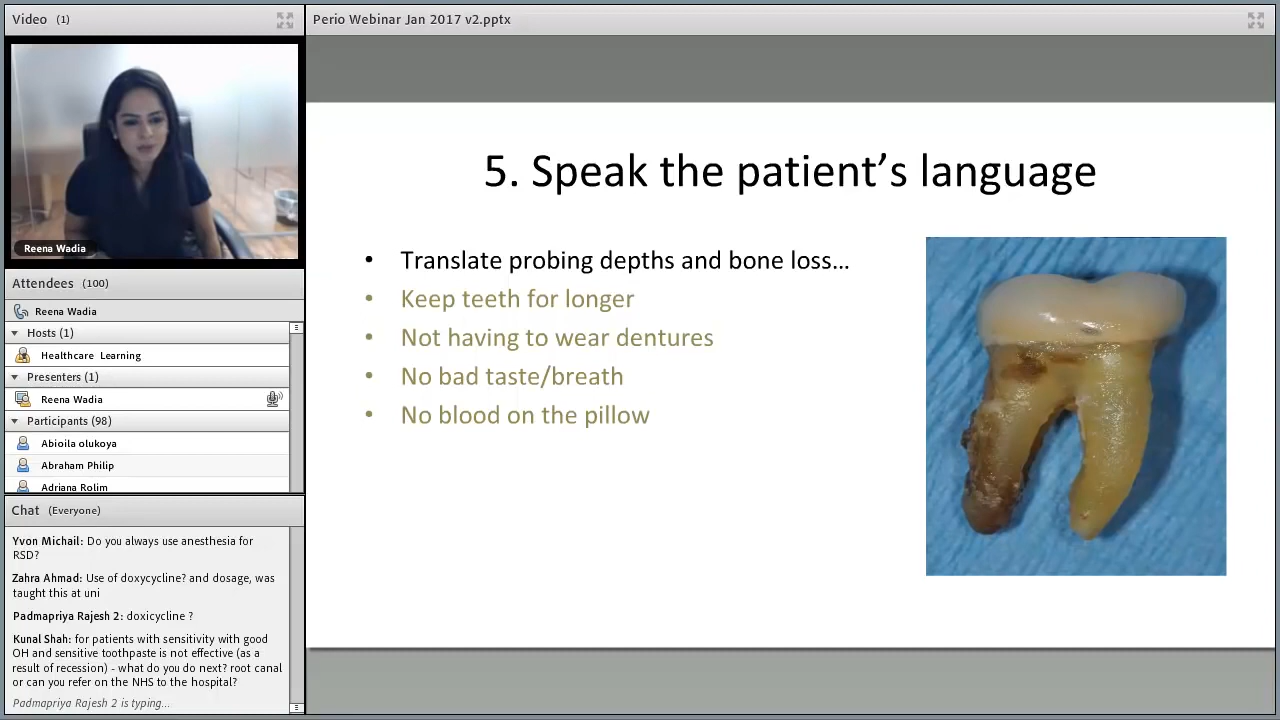 Video (1)
Reena Wadia
Attendees (100)
Reena Wadia
Hosts (1)
Healthcare Learning
Presenters (1)
Reena Wadia
Participants (98)
Abioila olukoya
Abraham Philip
Adriana Rolim
Chat (Everyone)
Yvon Michail: Do you always use anesthesia for
RSD?
Zahra Ahmad: Use of doxycycline? and dosage, was
taught this at uni
Padmapriya Rajesh 2: doxicycline ?
Kunal Shah: for patients with sensitivity with good
OH and sensitive toothpaste is not effective (as a
result of recession) - what do you do next? root canal
or can you refer on the NHS to the hospital?
Padmapriya Rajesh 2 is typing...
Perio Webinar Jan 2017 v2.pptx
5. Speak the patient’s language
• Translate probing depths and bone loss…
• Keep teeth for longer
• Not having to wear dentures
• No bad taste/breath
• No blood on the pillow